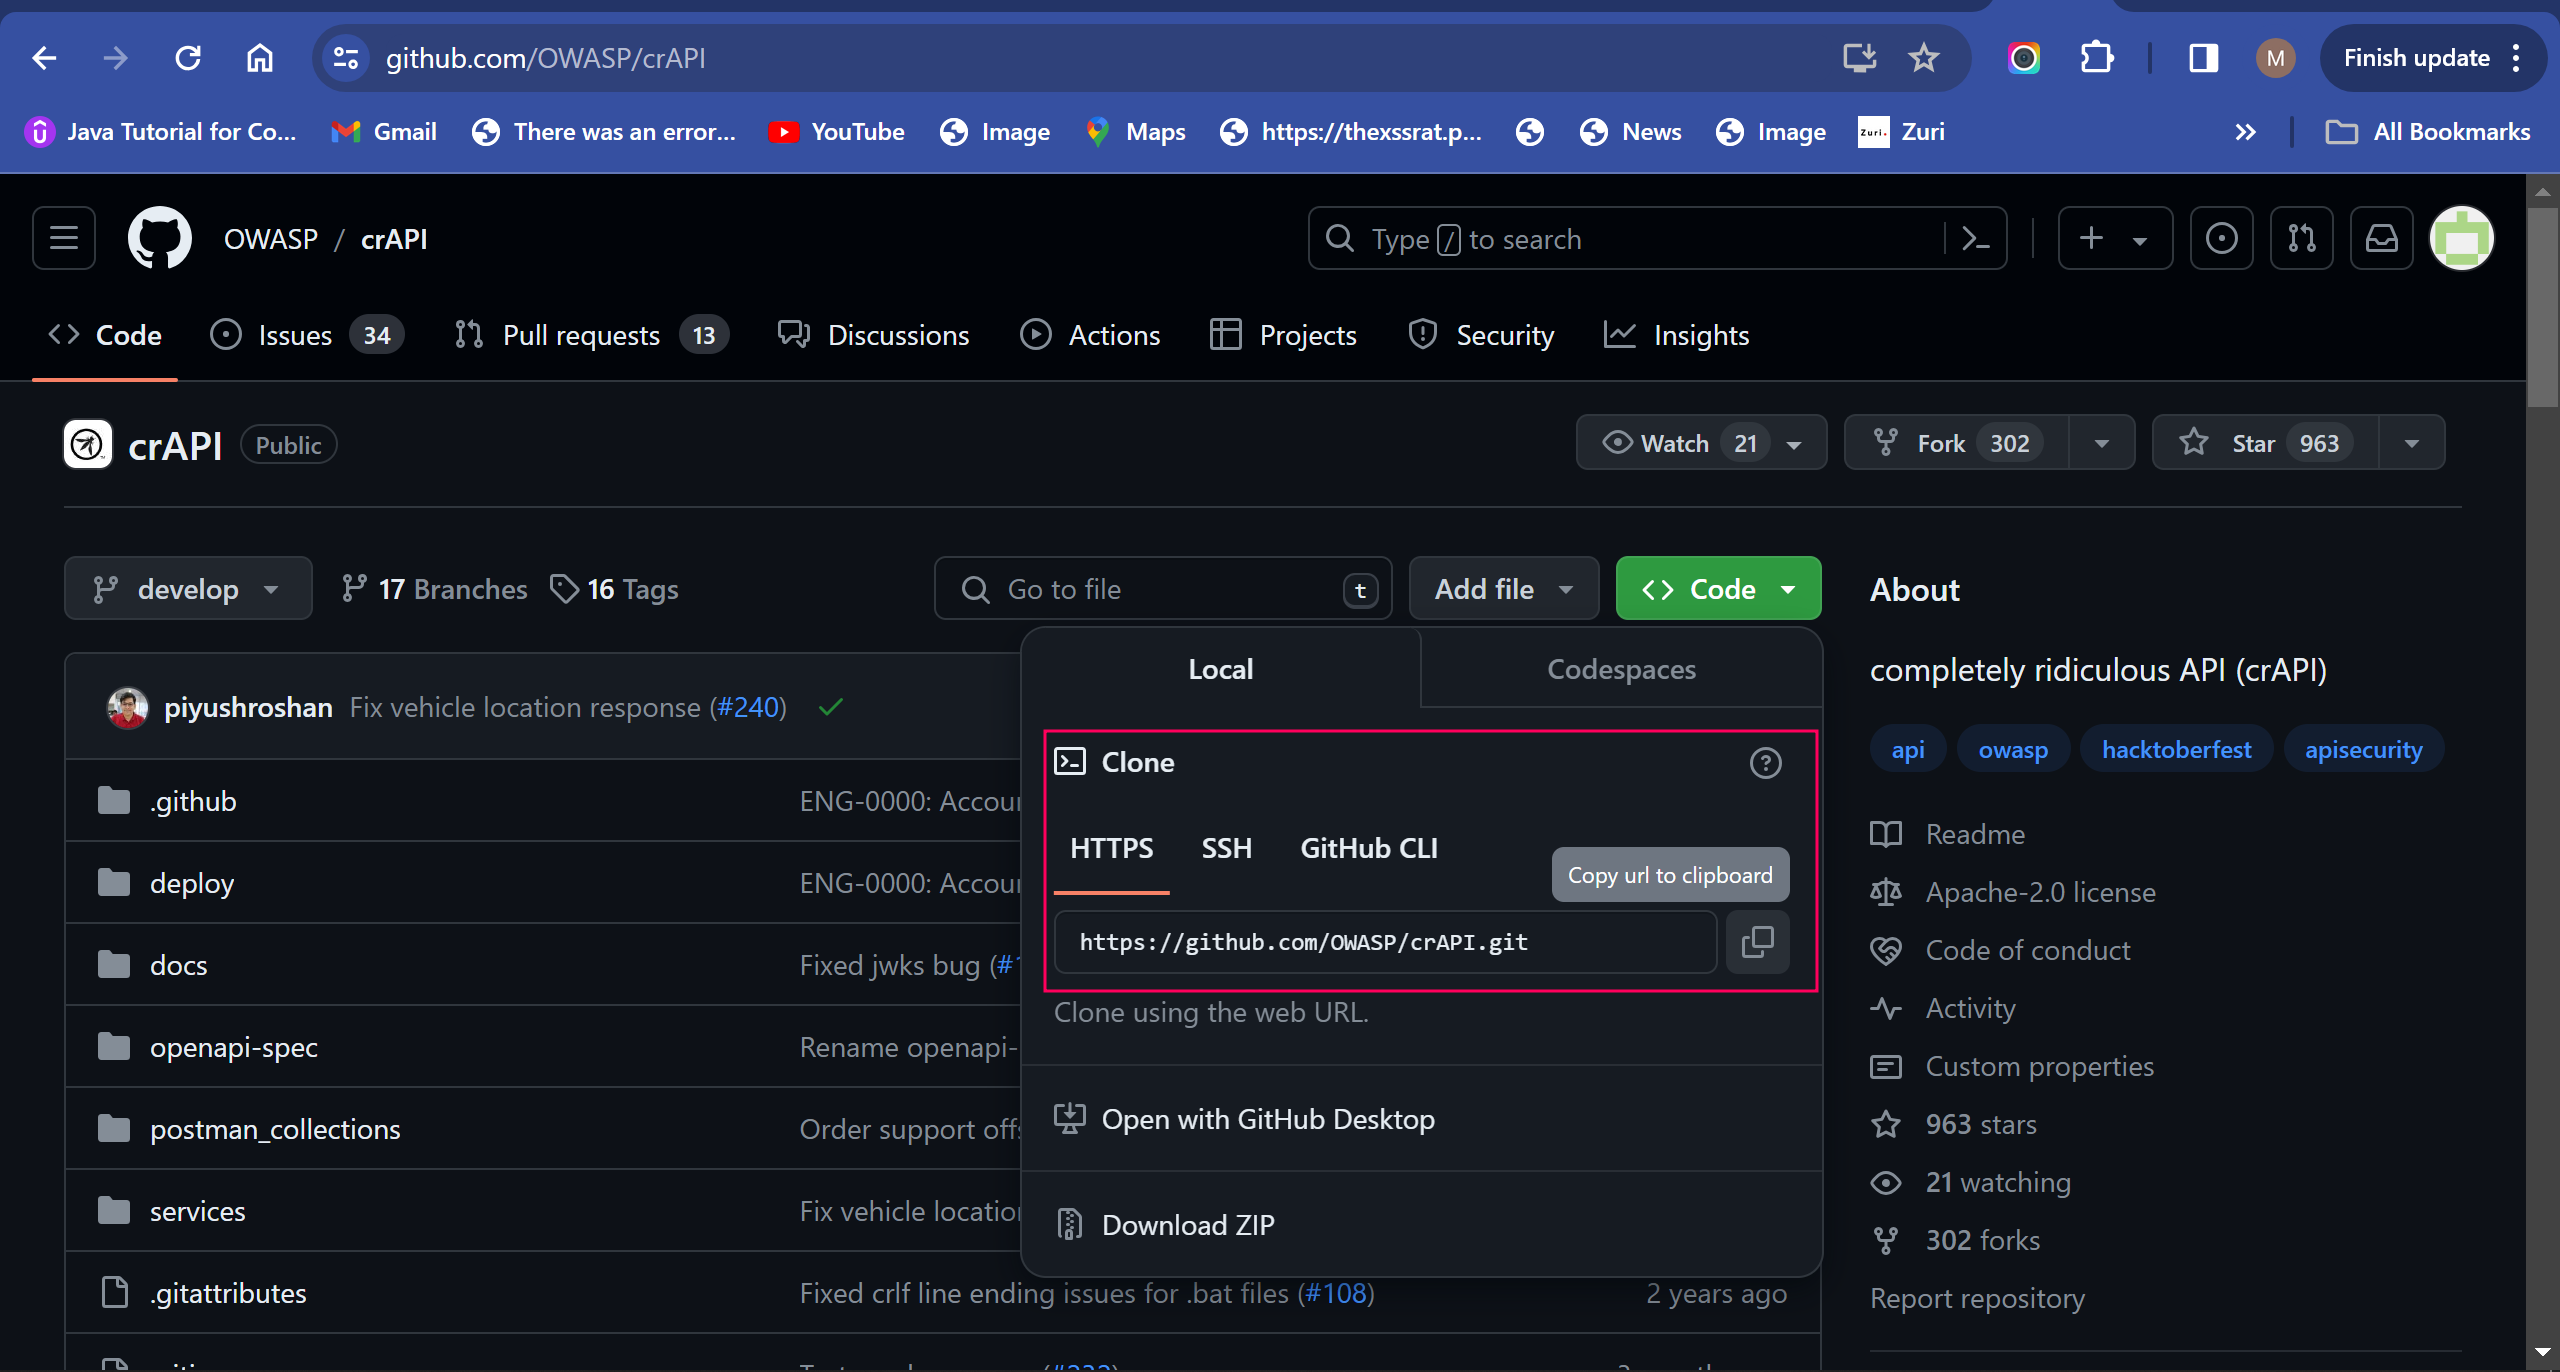 github.com/OWASP/crAPI
M
Finish update
Java Tutorial for Co...
Gmail
There was an error...
YouTube
Image
Maps
https://thexssrat.p...
News
Image
Zuri.
Zuri
All Bookmarks
OWASP / crAPI
Type / to search
Code
Issues 34
Pull requests 13
Discussions
Actions
Projects
Security
Insights
crAPI Public
Watch 21
Fork 302
Star 963
develop
17 Branches
16 Tags
Go to file t
Add file
Code
About
Local
Codespaces
completely ridiculous API (crAPI)
piyushroshan Fix vehicle location response (#240)
api owasp hacktoberfest apisecurity
Clone
.github ENG-0000: Accou
HTTPS SSH GitHub CLI
Copy url to clipboard
Readme
deploy ENG-0000: Accou
Apache-2.0 license
https://github.com/OWASP/crAPI.git
Code of conduct
docs Fixed jwks bug (#
Clone using the web URL.
Activity
openapi-spec Rename openapi-
Custom properties
Open with GitHub Desktop
963 stars
postman_collections Order support off
21 watching
services Fix vehicle locatio
Download ZIP
302 forks
.gitattributes Fixed crlf line ending issues for .bat files (#108) 2 years ago
Report repository